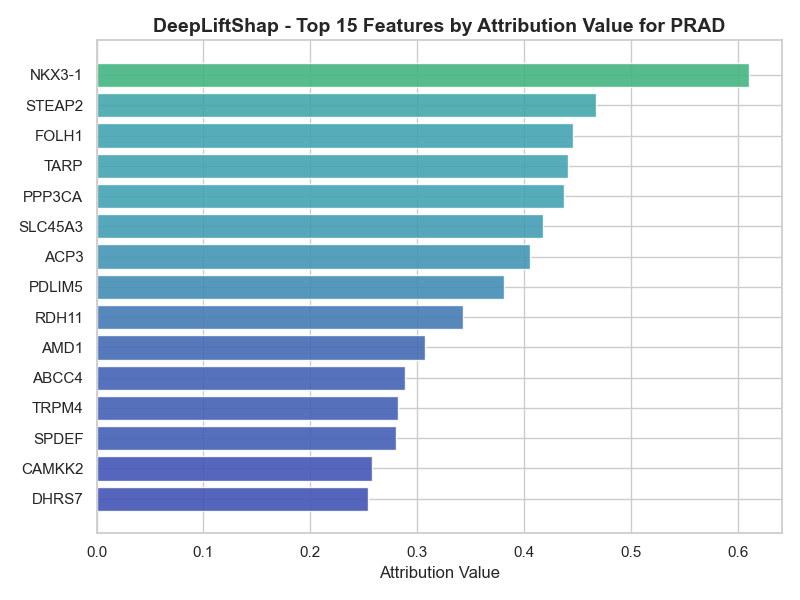 DeepLiftShap - Top 15 Features by Attribution Value for PRAD
NKX3-1
STEAP2
FOLH1
TARP
PPP3CA
SLC45A3
ACP3
PDLIM5
RDH11
AMD1
ABCC4
TRPM4
SPDEF
CAMKK2
DHRS7
0.0 0.1 0.2 0.3 0.4 0.5 0.6
Attribution Value